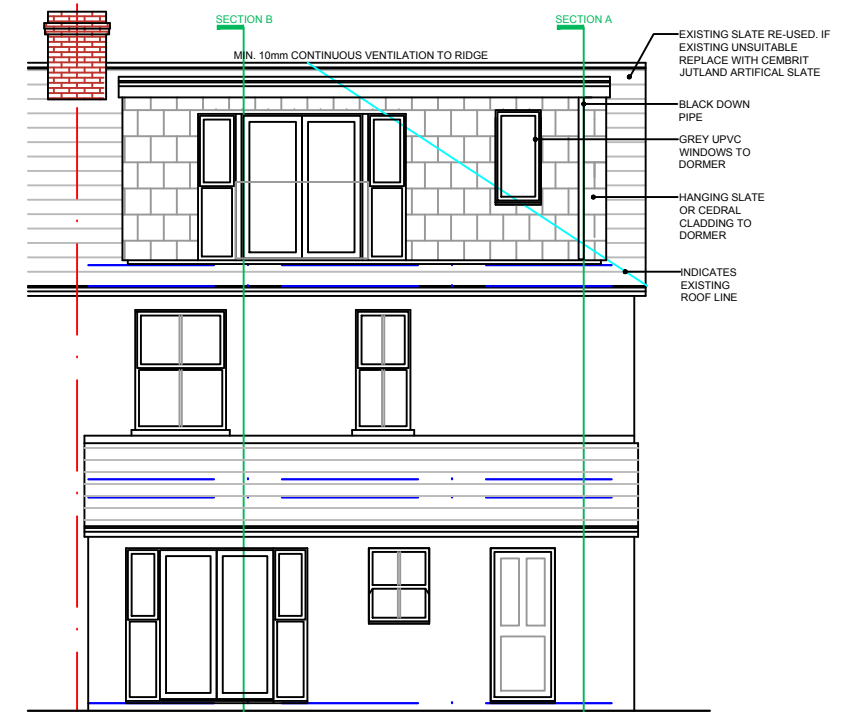 SECTION B
SECTION A
MIN. 10mm CONTINUOUS VENTILATION TO RIDGE
EXISTING SLATE RE-USED. IF
EXISTING UNSUITABLE
REPLACE WITH CEMBRIT
JUTLAND ARTIFICAL SLATE
BLACK DOWN
PIPE
GREY UPVC
WINDOWS TO
DORMER
HANGING SLATE
OR CEDRAL
CLADDING TO
DORMER
INDICATES
EXISTING
ROOF LINE